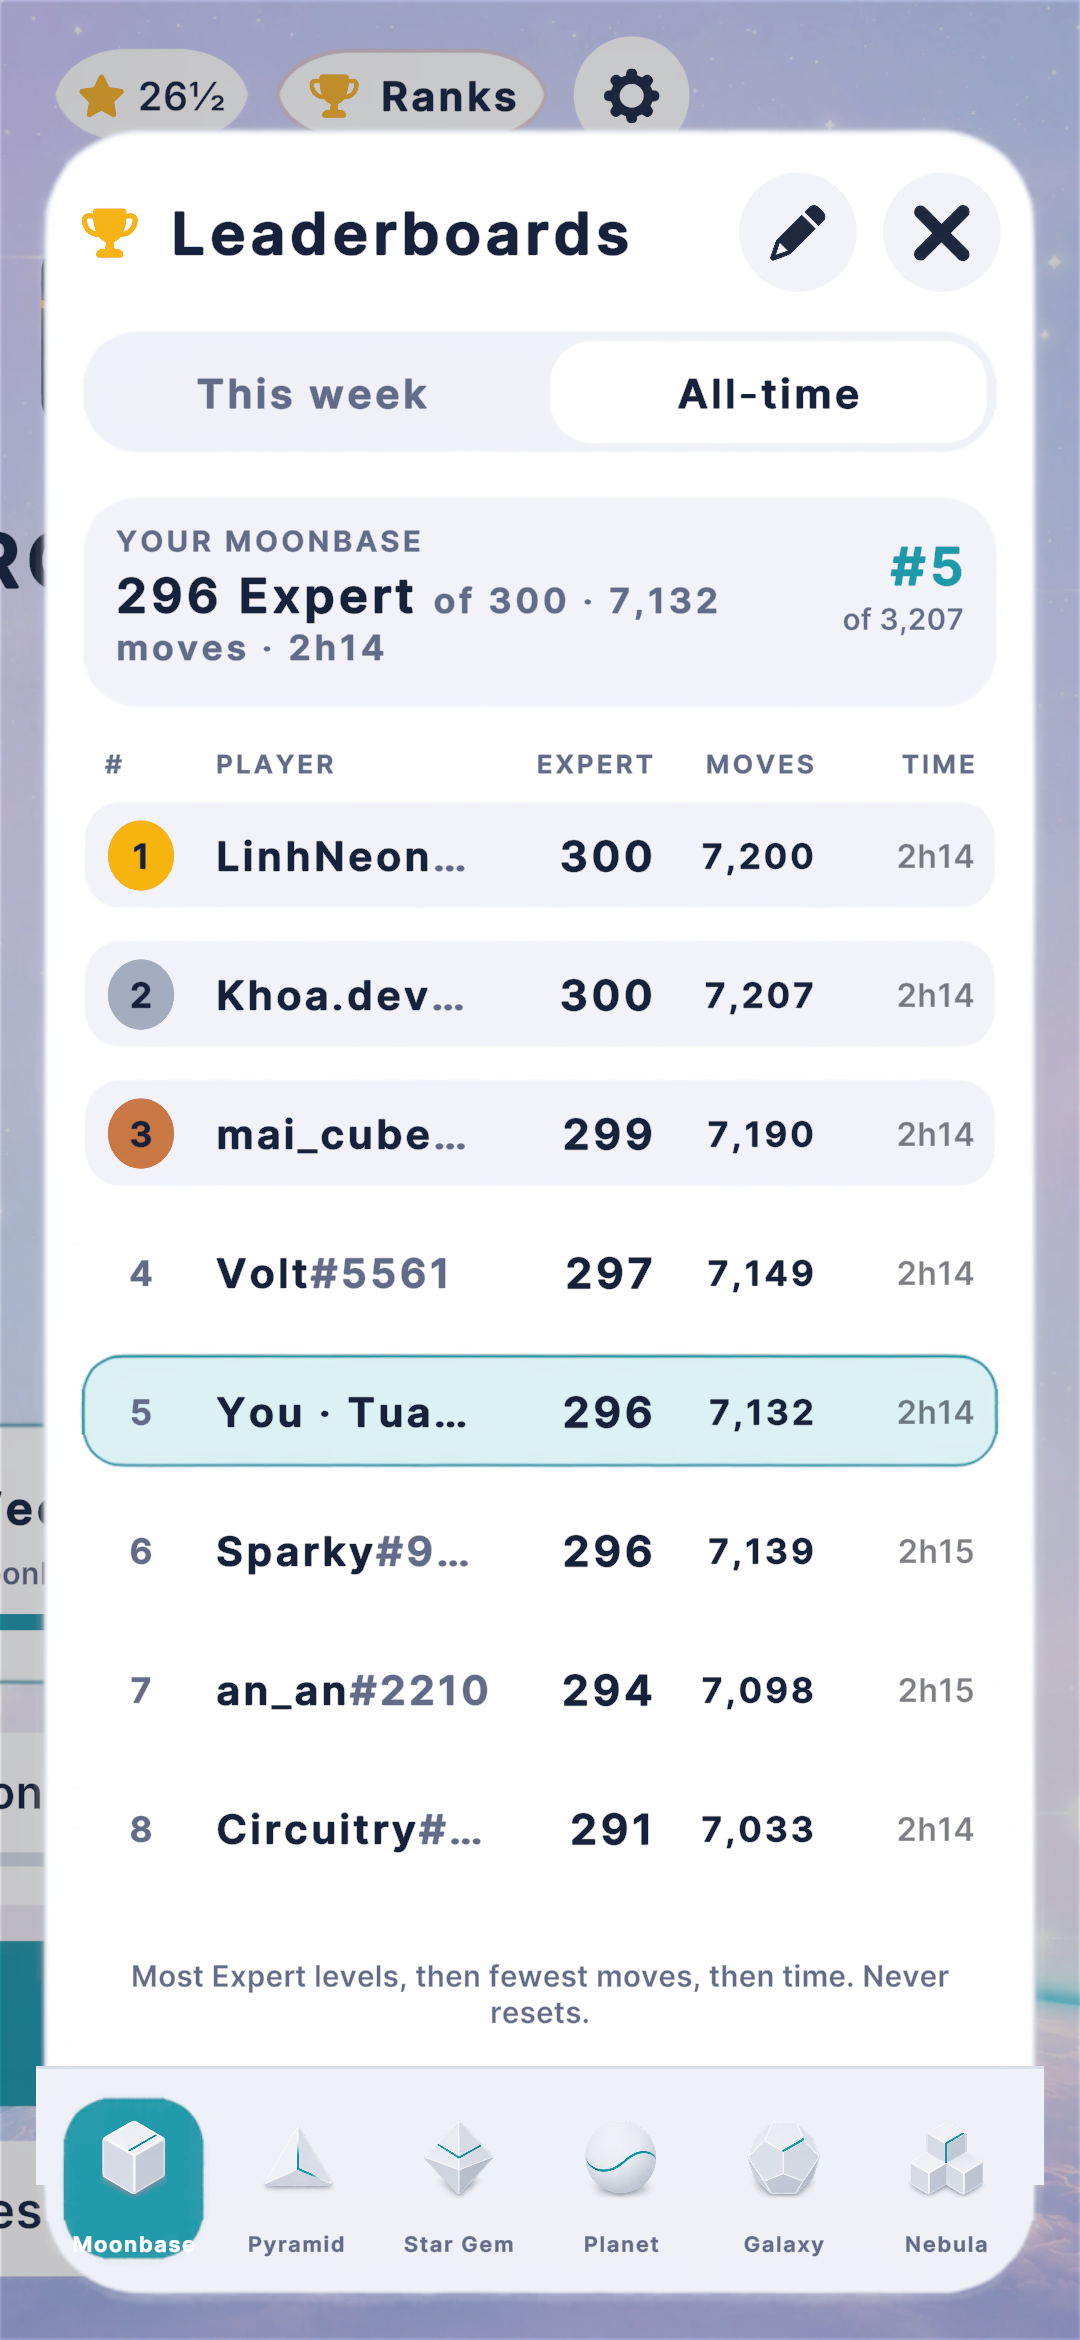 26½
Ranks
Leaderboards
This week
All-time
YOUR MOONBASE
296 Expert of 300 · 7,132
moves · 2h14
#5
of 3,207
# PLAYER EXPERT MOVES TIME
1 LinhNeon... 300 7,200 2h14
2 Khoa.dev... 300 7,207 2h14
3 mai_cube... 299 7,190 2h14
4 Volt#5561 297 7,149 2h14
5 You · Tua... 296 7,132 2h14
6 Sparky#9... 296 7,139 2h15
7 an_an#2210 294 7,098 2h15
8 Circuitry#... 291 7,033 2h14
Most Expert levels, then fewest moves, then time. Never
resets.
Moonbase Pyramid Star Gem Planet Galaxy Nebula